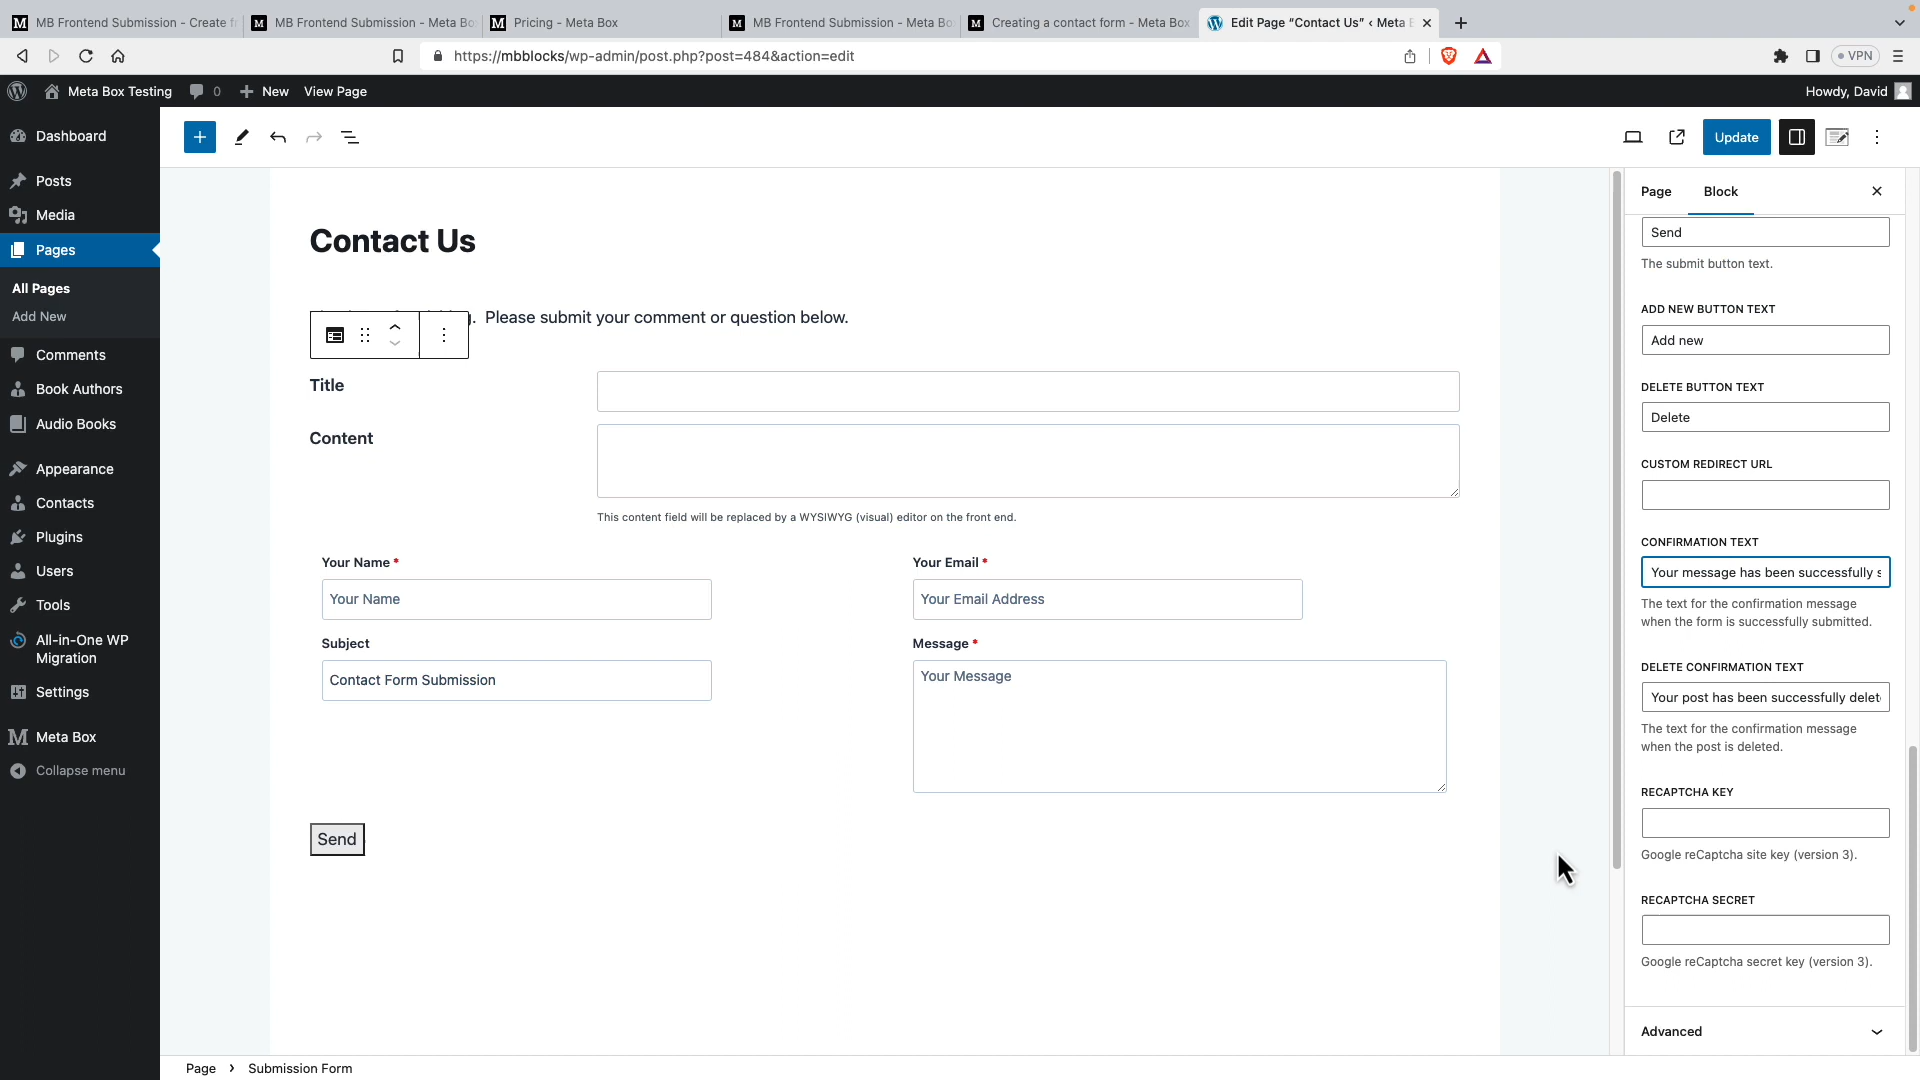 MB Frontend Submission - Create f
MB Frontend Submission - Meta Bo
Pricing - Meta Box
MB Frontend Submission - Meta Bo
Creating a contact form - Meta Box
Edit Page “Contact Us” ‹ Meta B
https://mbblocks/wp-admin/post.php?post=484&action=edit
VPN
Meta Box Testing
0
New
View Page
Howdy, David
Dashboard
Posts
Media
Pages
All Pages
Add New
Comments
Book Authors
Audio Books
Appearance
Contacts
Plugins
Users
Tools
All-in-One WP
Migration
Settings
Meta Box
Collapse menu
Update
Contact Us
Please submit your comment or question below.
Title
Content
This content field will be replaced by a WYSIWYG (visual) editor on the front end.
Your Name *
Your Email *
Your Name
Your Email Address
Subject
Message *
Contact Form Submission
Your Message
Send
Page
Block
Send
The submit button text.
ADD NEW BUTTON TEXT
Add new
DELETE BUTTON TEXT
Delete
CUSTOM REDIRECT URL
CONFIRMATION TEXT
Your message has been successfully s
The text for the confirmation message
when the form is successfully submitted.
DELETE CONFIRMATION TEXT
Your post has been successfully delet
The text for the confirmation message
when the post is deleted.
RECAPTCHA KEY
Google reCaptcha site key (version 3).
RECAPTCHA SECRET
Google reCaptcha secret key (version 3).
Advanced
Page › Submission Form